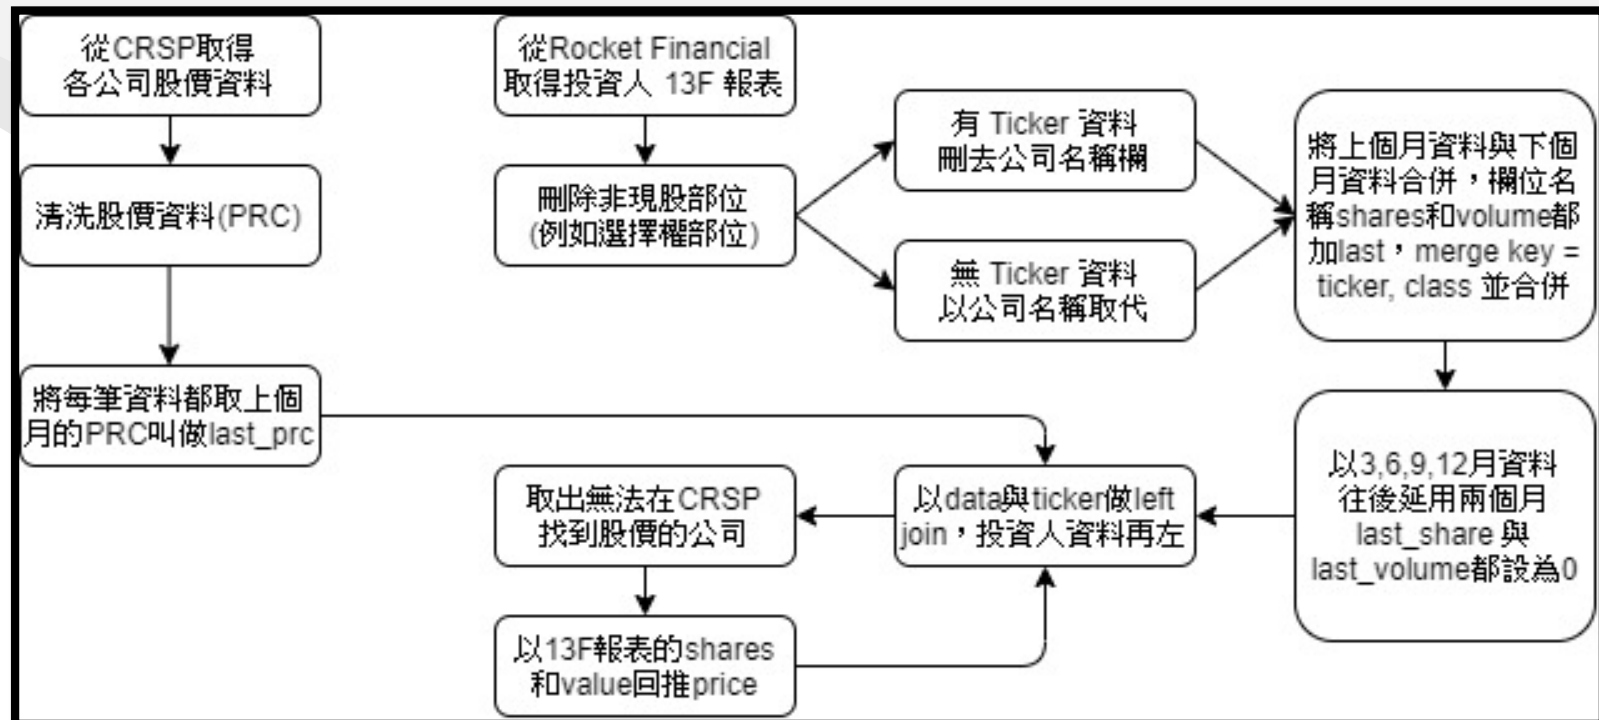 從CRSP取得
各公司股價資料
清洗股價資料(PRC)
將每筆資料都取上個
月的PRC叫做last_prc
從Rocket Financial
取得投資人 13F 報表
刪除非現股部位
(例如選擇權部位)
有 Ticker 資料
刪去公司名稱欄
無 Ticker 資料
以公司名稱取代
將上個月資料與下個
月資料合併，欄位名
稱shares和volume都
加last，merge key =
ticker, class 並合併
以3,6,9,12月資料
往後延用兩個月
last_share 與
last_volume都設為0
以data與ticker做left
join，投資人資料再左
取出無法在CRSP
找到股價的公司
以13F報表的shares
和value回推price